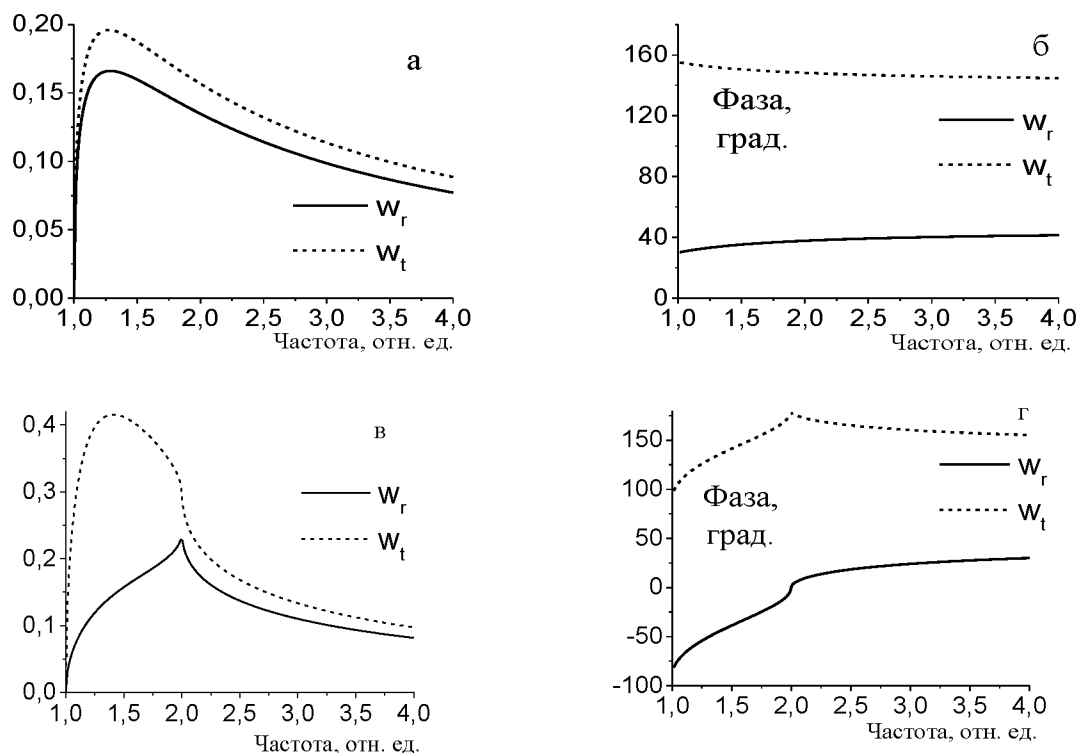 0,20
0,15
0,10
0,05
0,00
а
w_r
w_t
1,0 1,5 2,0 2,5 3,0 3,5 4,0
Частота, отн. ед.
160
120
80
40
0
б
Фаза,
град.
w_r
w_t
1,0 1,5 2,0 2,5 3,0 3,5 4,0
Частота, отн. ед.
0,4
0,3
0,2
0,1
0,0
в
w_r
w_t
1,0 1,5 2,0 2,5 3,0 3,5 4,0
Частота, отн. ед.
150
100
50
0
-50
-100
г
Фаза,
град.
w_r
w_t
1,0 1,5 2,0 2,5 3,0 3,5 4,0
Частота, отн. ед.